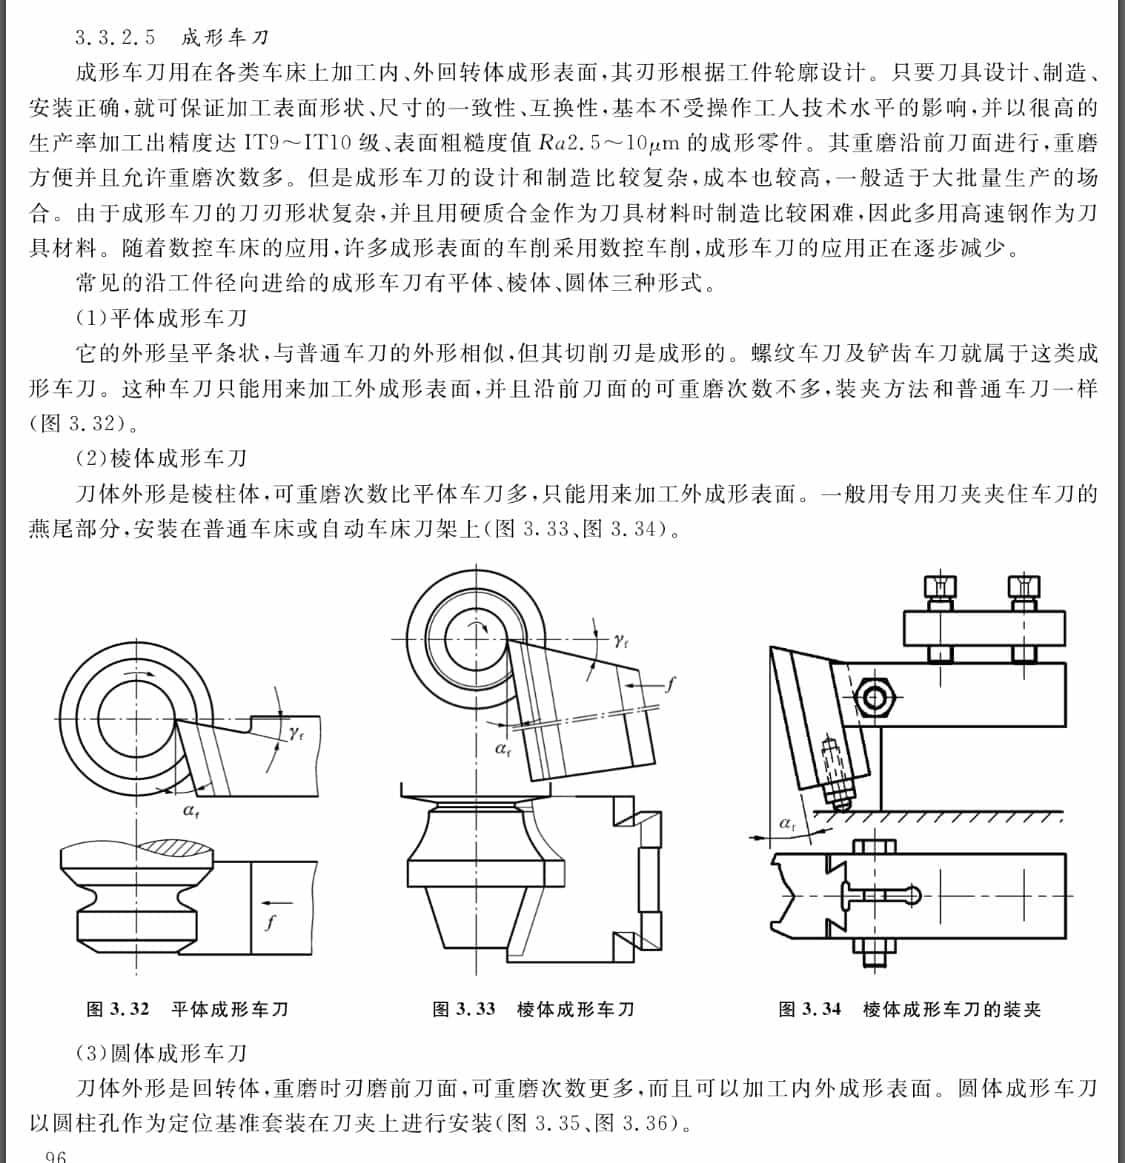 3.3.2.5 成形车刀
成形车刀用在各类车床上加工内、外回转体成形表面,其刃形根据工件轮廓设计。只要刀具设计、制造、
安装正确,就可保证加工表面形状、尺寸的一致性、互换性,基本不受操作工人技术水平的影响,并以很高的
生产率加工出精度达 IT9～IT10 级、表面粗糙度值 Ra2.5～10μm 的成形零件。其重磨沿前刀面进行,重磨
方便并且允许重磨次数多。但是成形车刀的设计和制造比较复杂,成本也较高,一般适于大批量生产的场
合。由于成形车刀的刀刃形状复杂,并且用硬质合金作为刀具材料时制造比较困难,因此多用高速钢作为刀
具材料。随着数控车床的应用,许多成形表面的车削采用数控车削,成形车刀的应用正在逐步减少。
常见的沿工件径向进给的成形车刀有平体、棱体、圆体三种形式。
(1)平体成形车刀
它的外形呈平条状,与普通车刀的外形相似,但其切削刃是成形的。螺纹车刀及铲齿车刀就属于这类成
形车刀。这种车刀只能用来加工外成形表面,并且沿前刀面的可重磨次数不多,装夹方法和普通车刀一样
(图 3.32)。
(2)棱体成形车刀
刀体外形是棱柱体,可重磨次数比平体车刀多,只能用来加工外成形表面。一般用专用刀夹夹住车刀的
燕尾部分,安装在普通车床或自动车床刀架上(图 3.33、图 3.34)。
γf
αf
f
γf
f
αf
αf
图 3.32 平体成形车刀
图 3.33 棱体成形车刀
图 3.34 棱体成形车刀的装夹
(3)圆体成形车刀
刀体外形是回转体,重磨时刃磨前刀面,可重磨次数更多,而且可以加工内外成形表面。圆体成形车刀
以圆柱孔作为定位基准套装在刀夹上进行安装(图 3.35、图 3.36)。
96